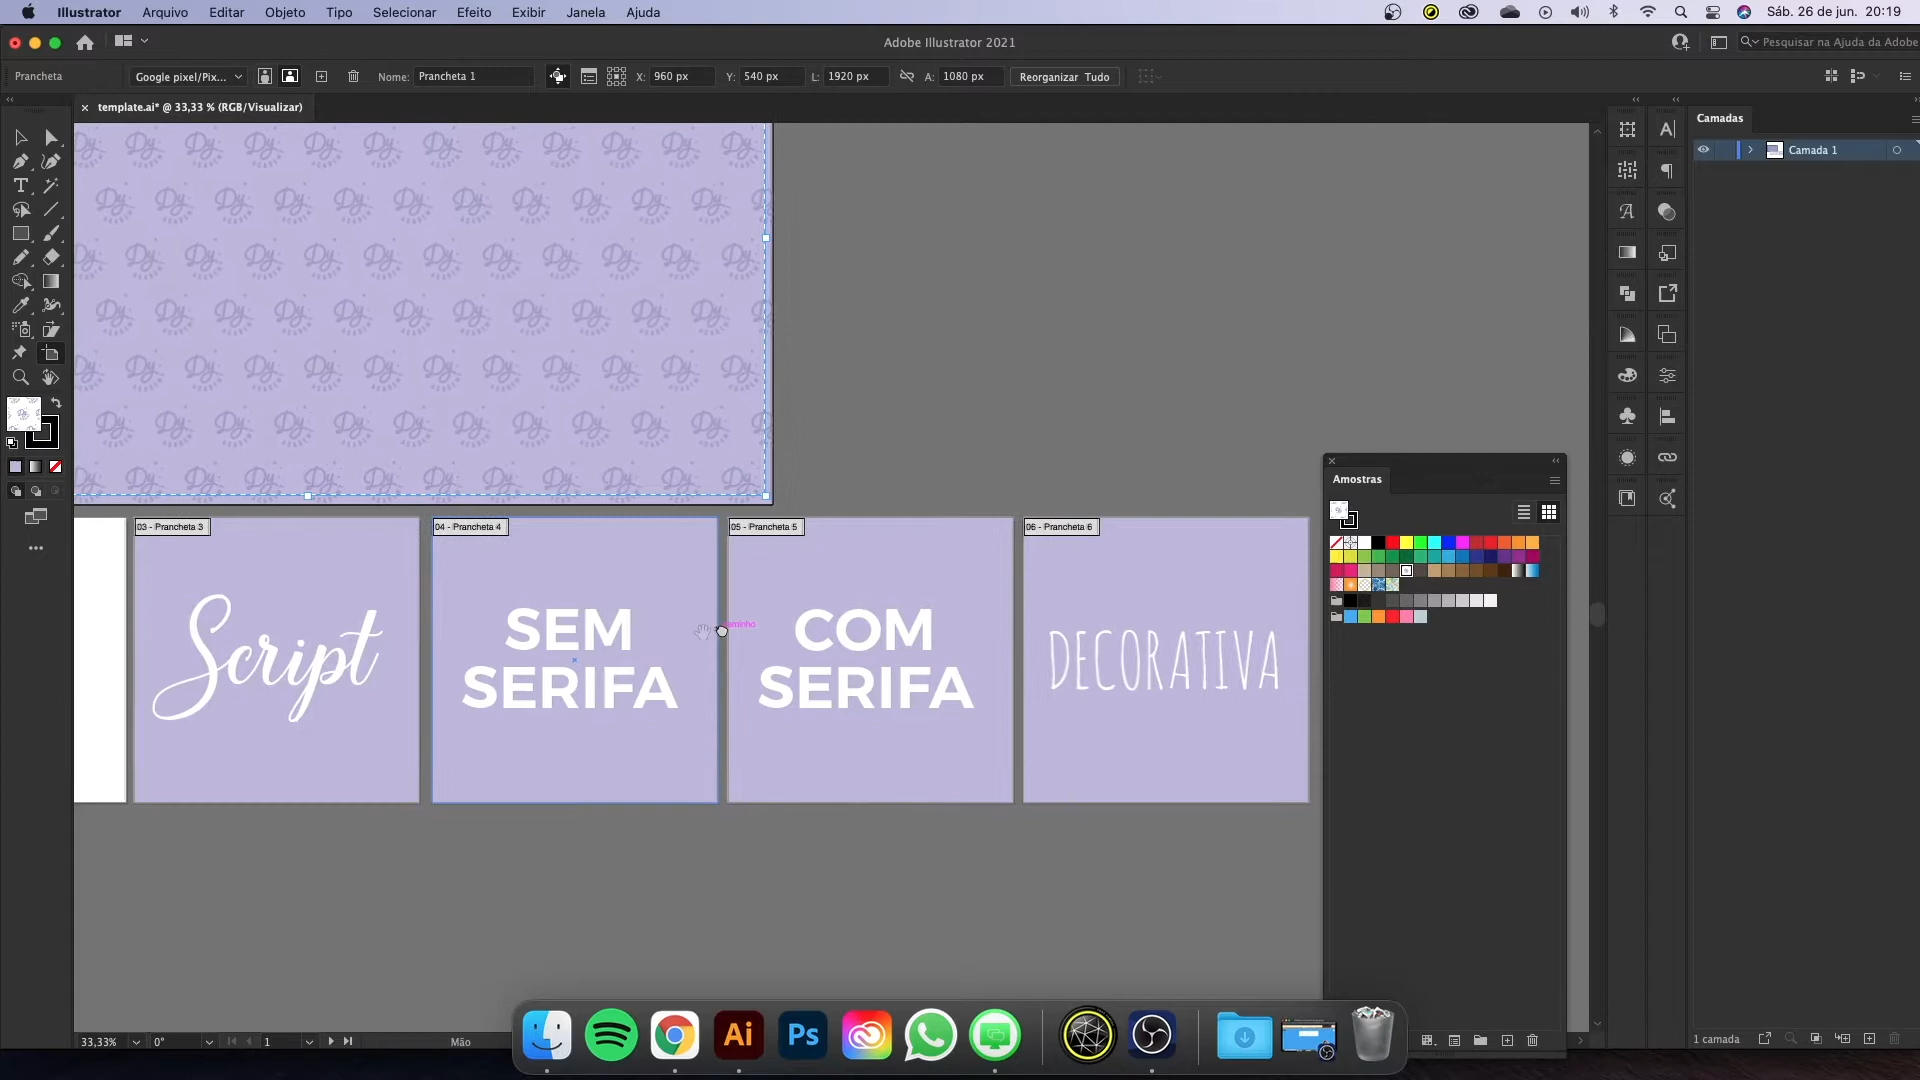 Illustrator Arquivo Editar Objeto Tipo Selecionar Efeito Exibir Janela Ajuda Sáb. 26 de jun. 20:19
Adobe Illustrator 2021
Pesquisar na Ajuda da Adobe
Prancheta Google pixel/Pix... Nome: Prancheta 1 X: 960 px Y: 540 px L: 1920 px A: 1080 px Reorganizar Tudo
template.ai* @ 33,33 % (RGB/Visualizar)
Camadas
Camada 1
Amostras
03 - Prancheta 3
04 - Prancheta 4
05 - Prancheta 5
06 - Prancheta 6
Script
SEM
SERIFA
COM
SERIFA
DECORATIVA
33,33% 0° 1 Mão
1 camada
Ai
Ps